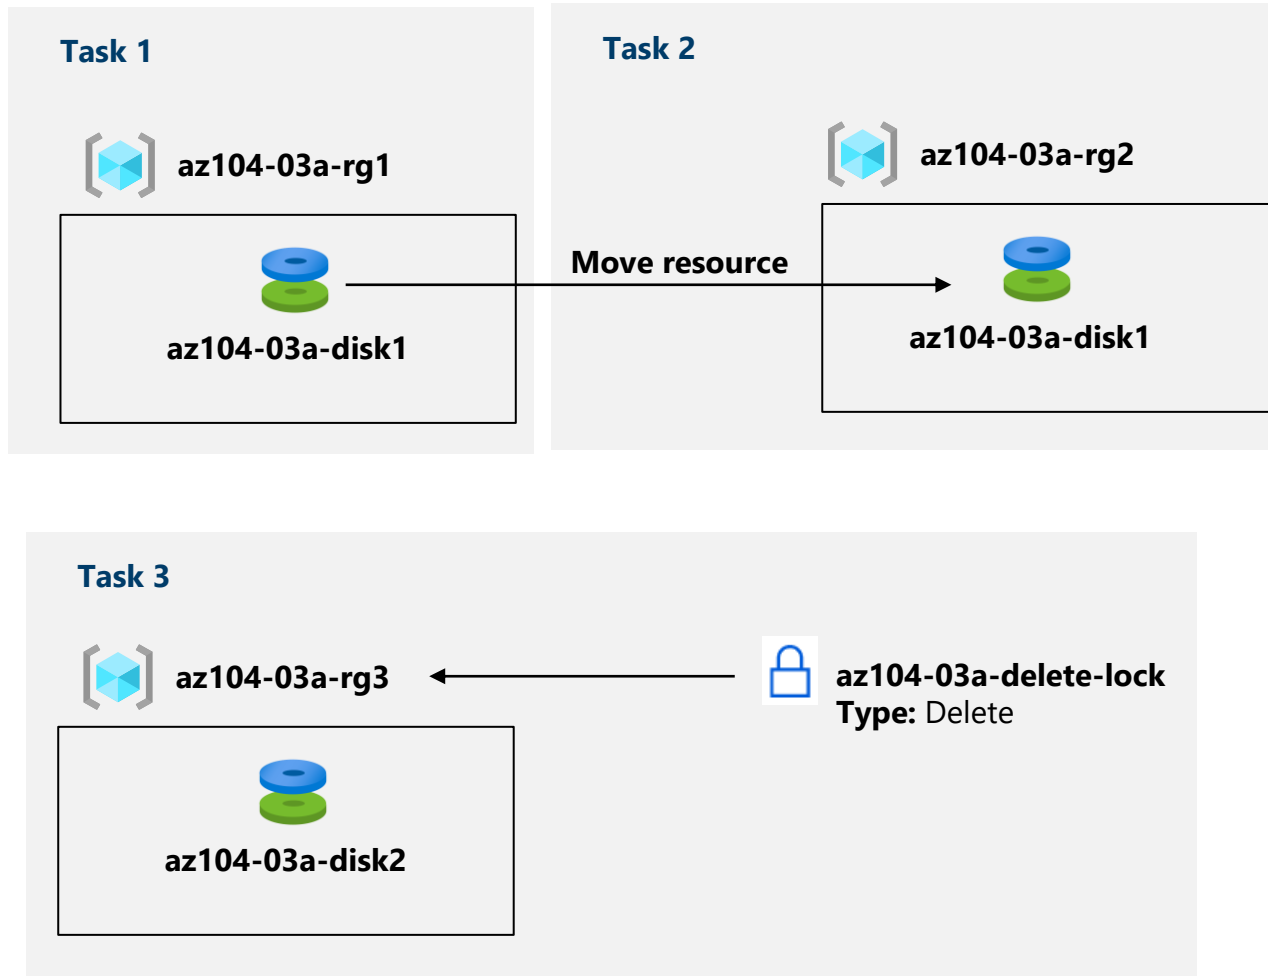 Task 1
az104-03a-rg1
az104-03a-disk1
Move resource
Task 2
az104-03a-rg2
az104-03a-disk1
Task 3
az104-03a-rg3
az104-03a-disk2
az104-03a-delete-lock
Type: Delete